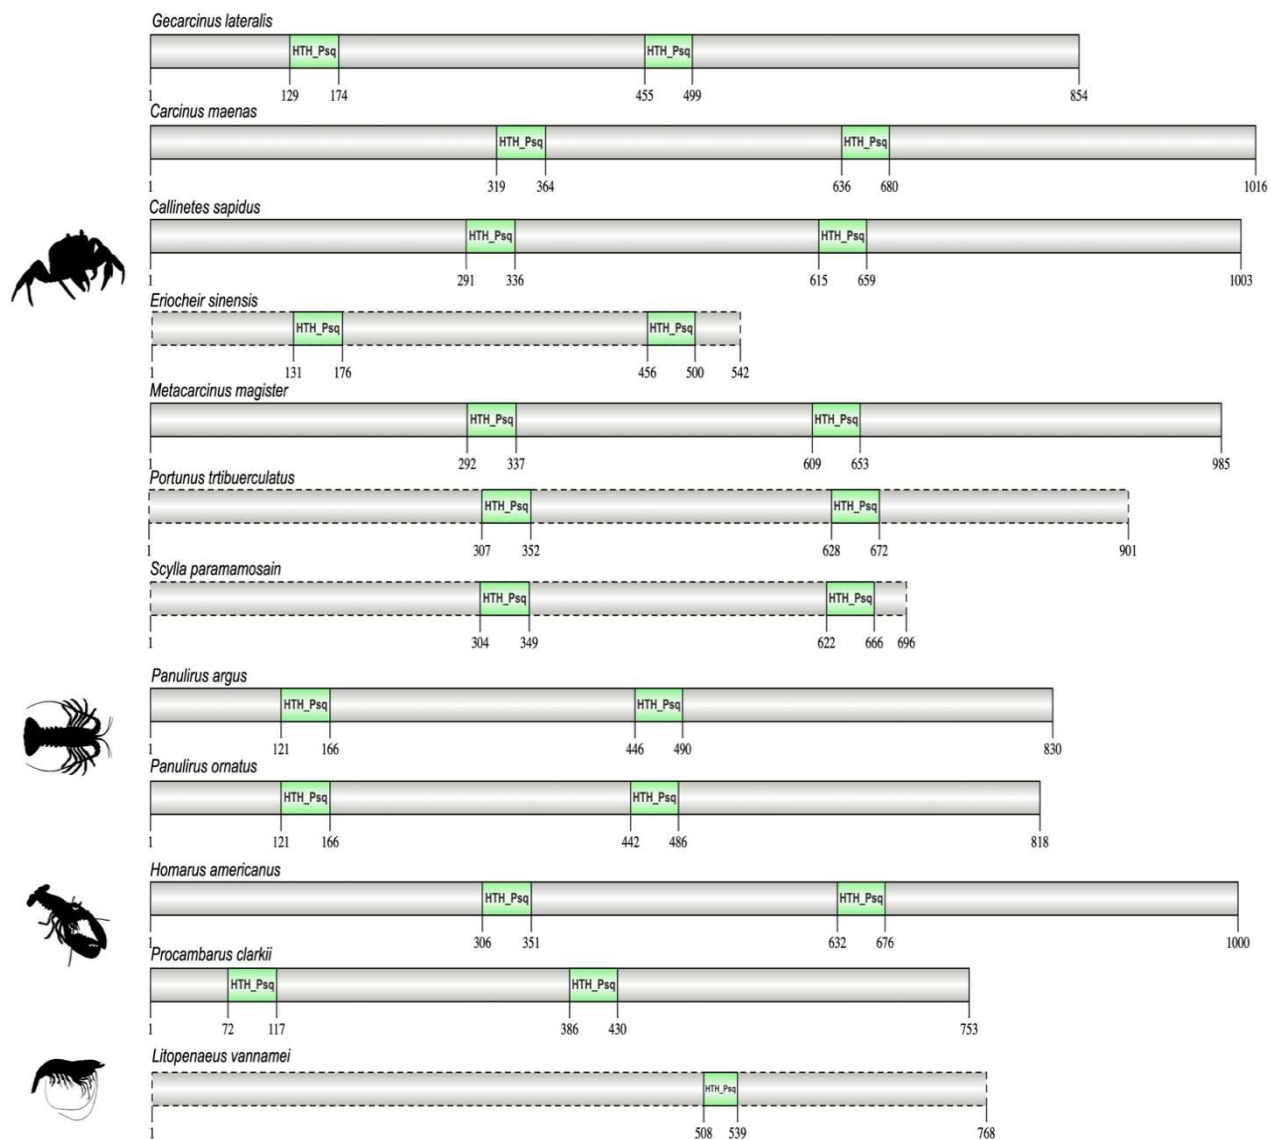 Gecarcinus lateralis
HTH_Psq HTH_Psq
1 129 174 455 499 854
Carcinus maenas
HTH_Psq HTH_Psq
1 319 364 636 680 1016
Callinetes sapidus
HTH_Psq HTH_Psq
1 291 336 615 659 1003
Eriocheir sinensis
HTH_Psq HTH_Psq
1 131 176 456 500 542
Metacarcinus magister
HTH_Psq HTH_Psq
1 292 337 609 653 985
Portunus trtibuerculatus
HTH_Psq HTH_Psq
1 307 352 628 672 901
Scylla paramamosain
HTH_Psq HTH_Psq
1 304 349 622 666 696
Panulirus argus
HTH_Psq HTH_Psq
1 121 166 446 490 830
Panulirus ornatus
HTH_Psq HTH_Psq
1 121 166 442 486 818
Homarus americanus
HTH_Psq HTH_Psq
1 306 351 632 676 1000
Procambarus clarkii
HTH_Psq HTH_Psq
1 72 117 386 430 753
Litopenaeus vannamei
HTH_Psq
1 508 539 768